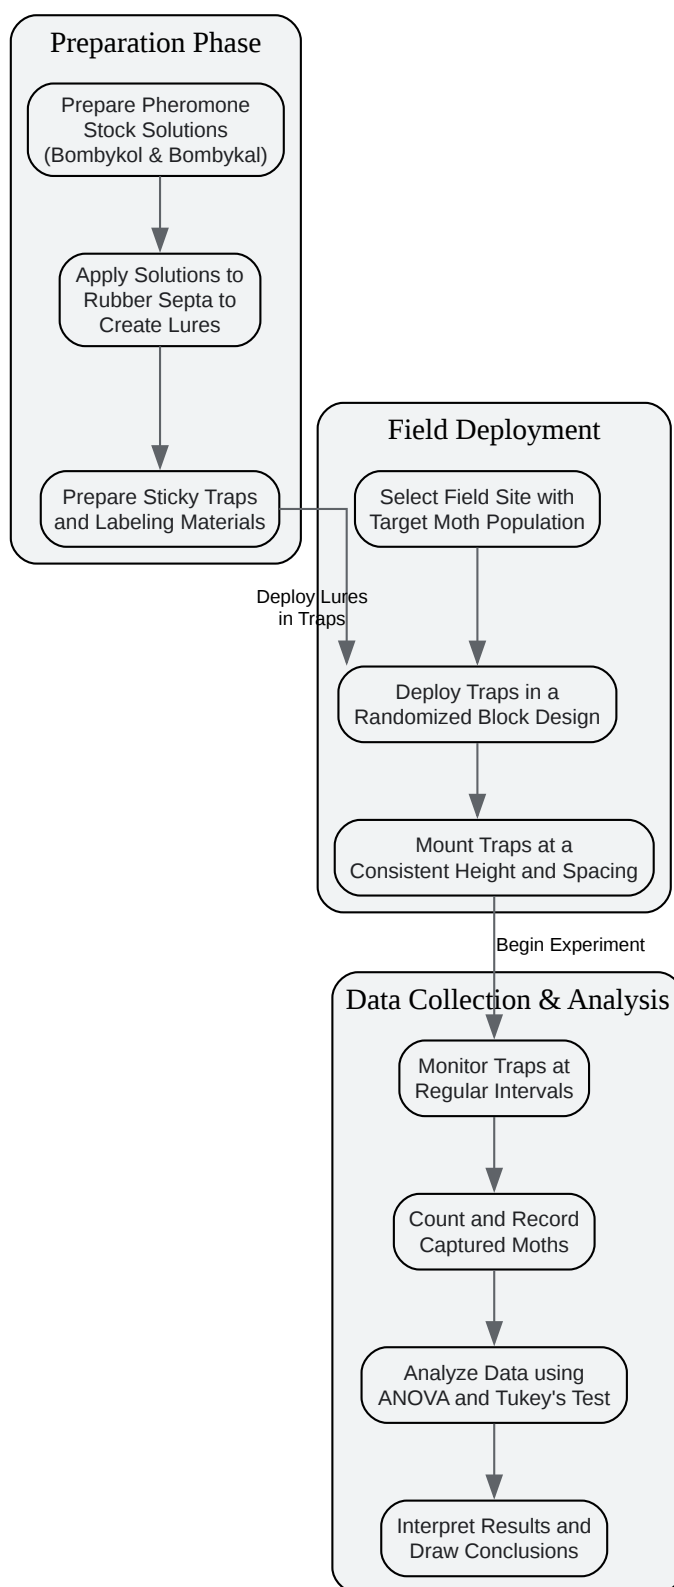 Preparation Phase
Prepare Pheromone
Stock Solutions
(Bombykol & Bombykal)
Apply Solutions to
Rubber Septa to
Create Lures
Prepare Sticky Traps
and Labeling Materials
Deploy Lures
in Traps
Field Deployment
Select Field Site with
Target Moth Population
Deploy Traps in a
Randomized Block Design
Mount Traps at a
Consistent Height and Spacing
Begin Experiment
Data Collection & Analysis
Monitor Traps at
Regular Intervals
Count and Record
Captured Moths
Analyze Data using
ANOVA and Tukey's Test
Interpret Results and
Draw Conclusions